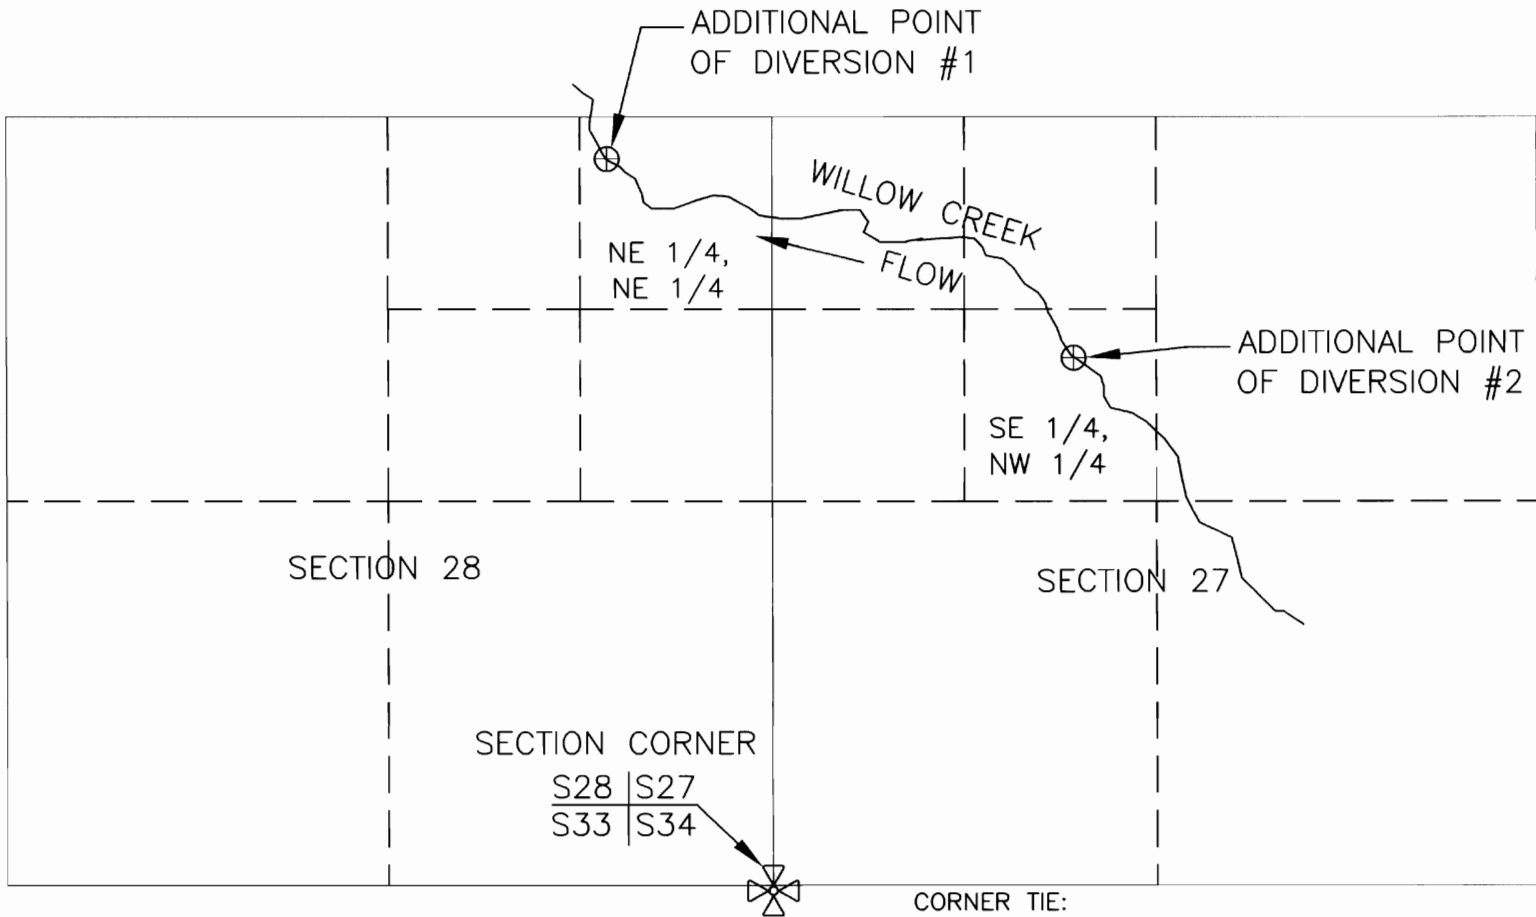 ADDITIONAL POINT
OF DIVERSION #1
WILLOW CREEK
FLOW
NE 1/4,
NE 1/4
ADDITIONAL POINT
OF DIVERSION #2
SE 1/4,
NW 1/4
SECTION 28
SECTION 27
SECTION CORNER
S28 S27
S33 S34
CORNER TIE: